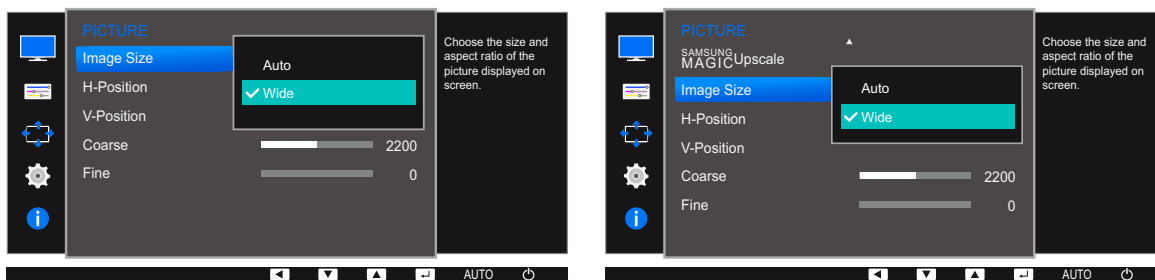 PICTURE
Image Size
H-Position
V-Position
Coarse
Fine
Auto
Wide
2200
0
Choose the size and
aspect ratio of the
picture displayed on
screen.
AUTO
PICTURE
SAMSUNG
MAGICUpscale
Image Size
H-Position
V-Position
Coarse
Fine
Auto
Wide
2200
0
Choose the size and
aspect ratio of the
picture displayed on
screen.
AUTO